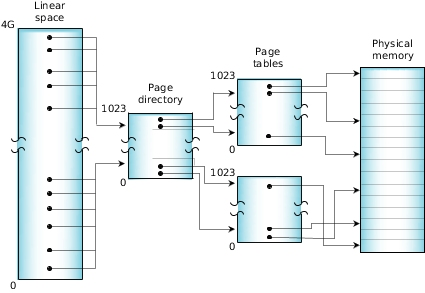 Linear
space
4G
0
Page
directory
1023
0
Page
tables
1023
0
1023
0
Physical
memory